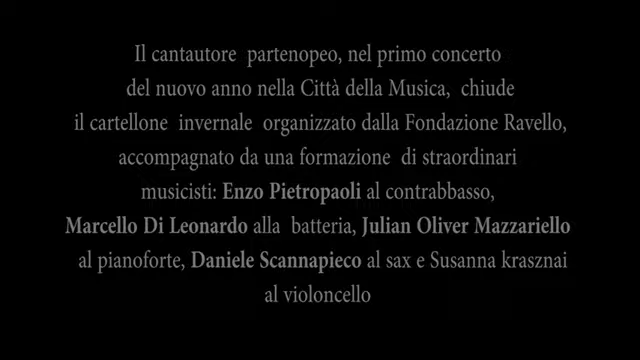 Il cantautore partenopeo, nel primo concerto
del nuovo anno nella Città della Musica, chiude
il cartellone invernale organizzato dalla Fondazione Ravello,
accompagnato da una formazione di straordinari
musicisti: Enzo Pietropaoli al contrabbasso,
Marcello Di Leonardo alla batteria, Julian Oliver Mazzariello
al pianoforte, Daniele Scannapieco al sax e Susanna krasznai
al violoncello